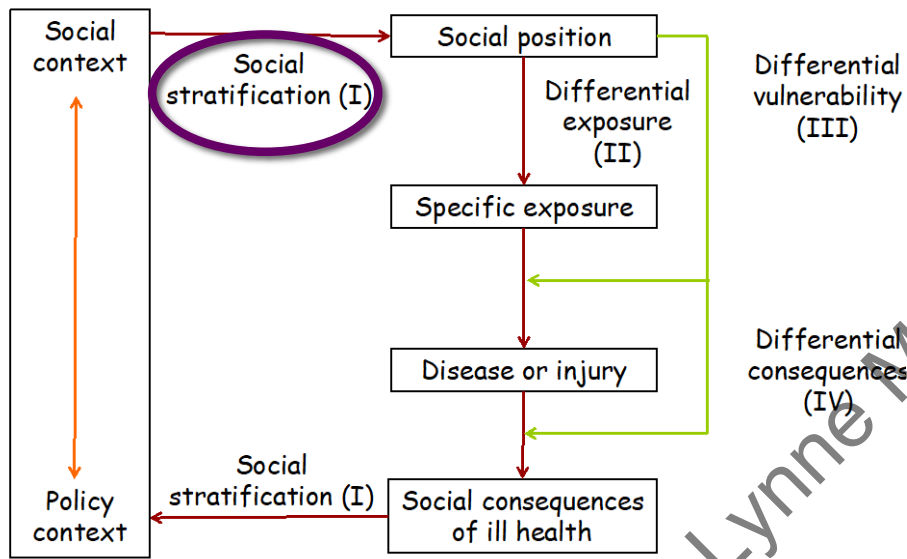 Social
context
Social
stratification (I)
Social position
Differential
exposure
(II)
Differential
vulnerability
(III)
Specific exposure
Disease or injury
Differential
consequences
(IV)
Social
stratification (I)
Policy
context
Social consequences
of ill health
Lynne